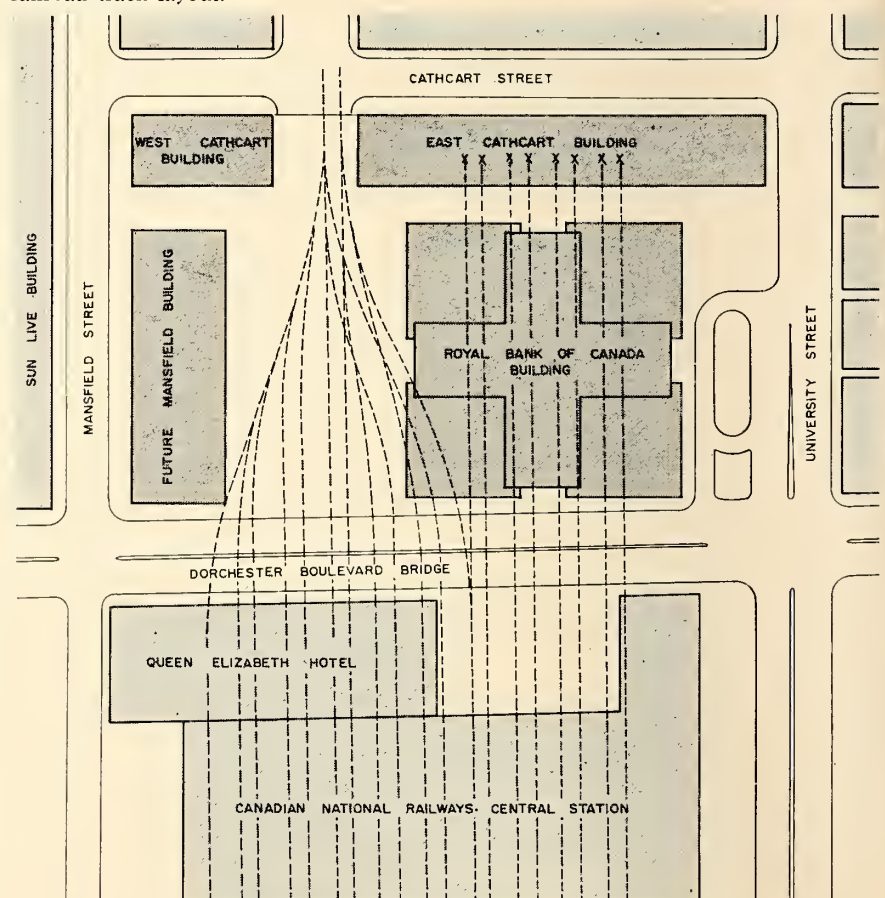 CATHCART STREET
WEST CATHCART
BUILDING
EAST CATHCART BUILDING
X X X X X X X X
SUN LIVE BUILDING
MANSFIELD STREET
FUTURE MANSFIELD BUILDING
ROYAL BANK OF CANADA
BUILDING
UNIVERSITY STREET
DORCHESTER BOULEVARD BRIDGE
QUEEN ELIZABETH HOTEL
CANADIAN NATIONAL RAILWAYS CENTRAL STATION